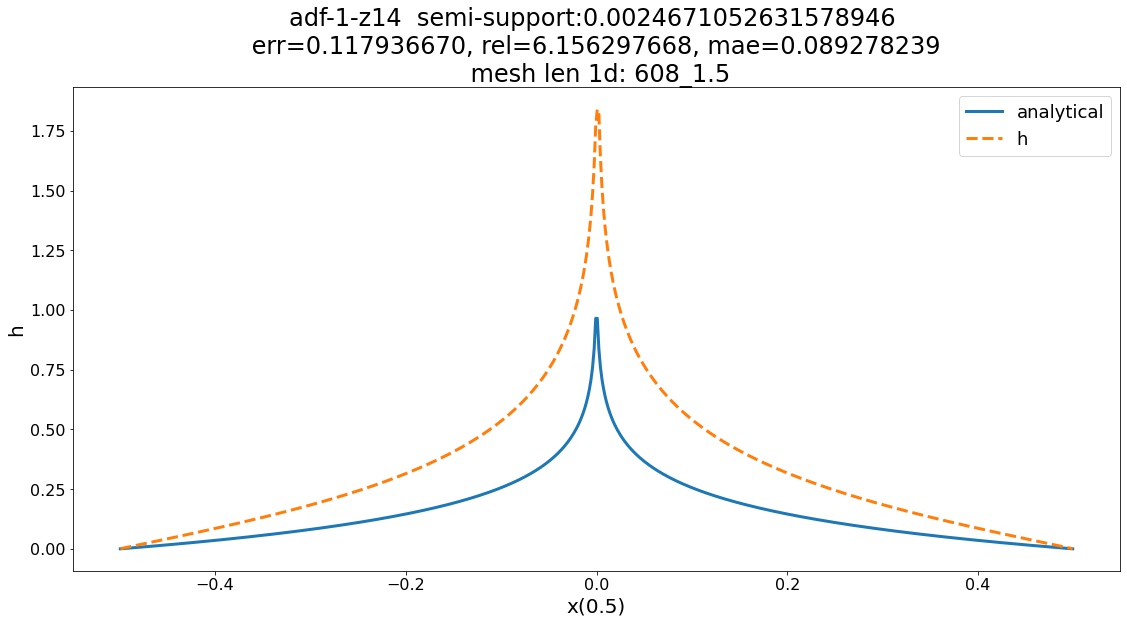 adf-1-z14 semi-support:0.0024671052631578946
err=0.117936670, rel=6.156297668, mae=0.089278239
mesh len 1d: 608_1.5
analytical
h
1.75
1.50
1.25
1.00
0.75
0.50
0.25
0.00
h
−0.4
−0.2
0.0
0.2
0.4
x(0.5)